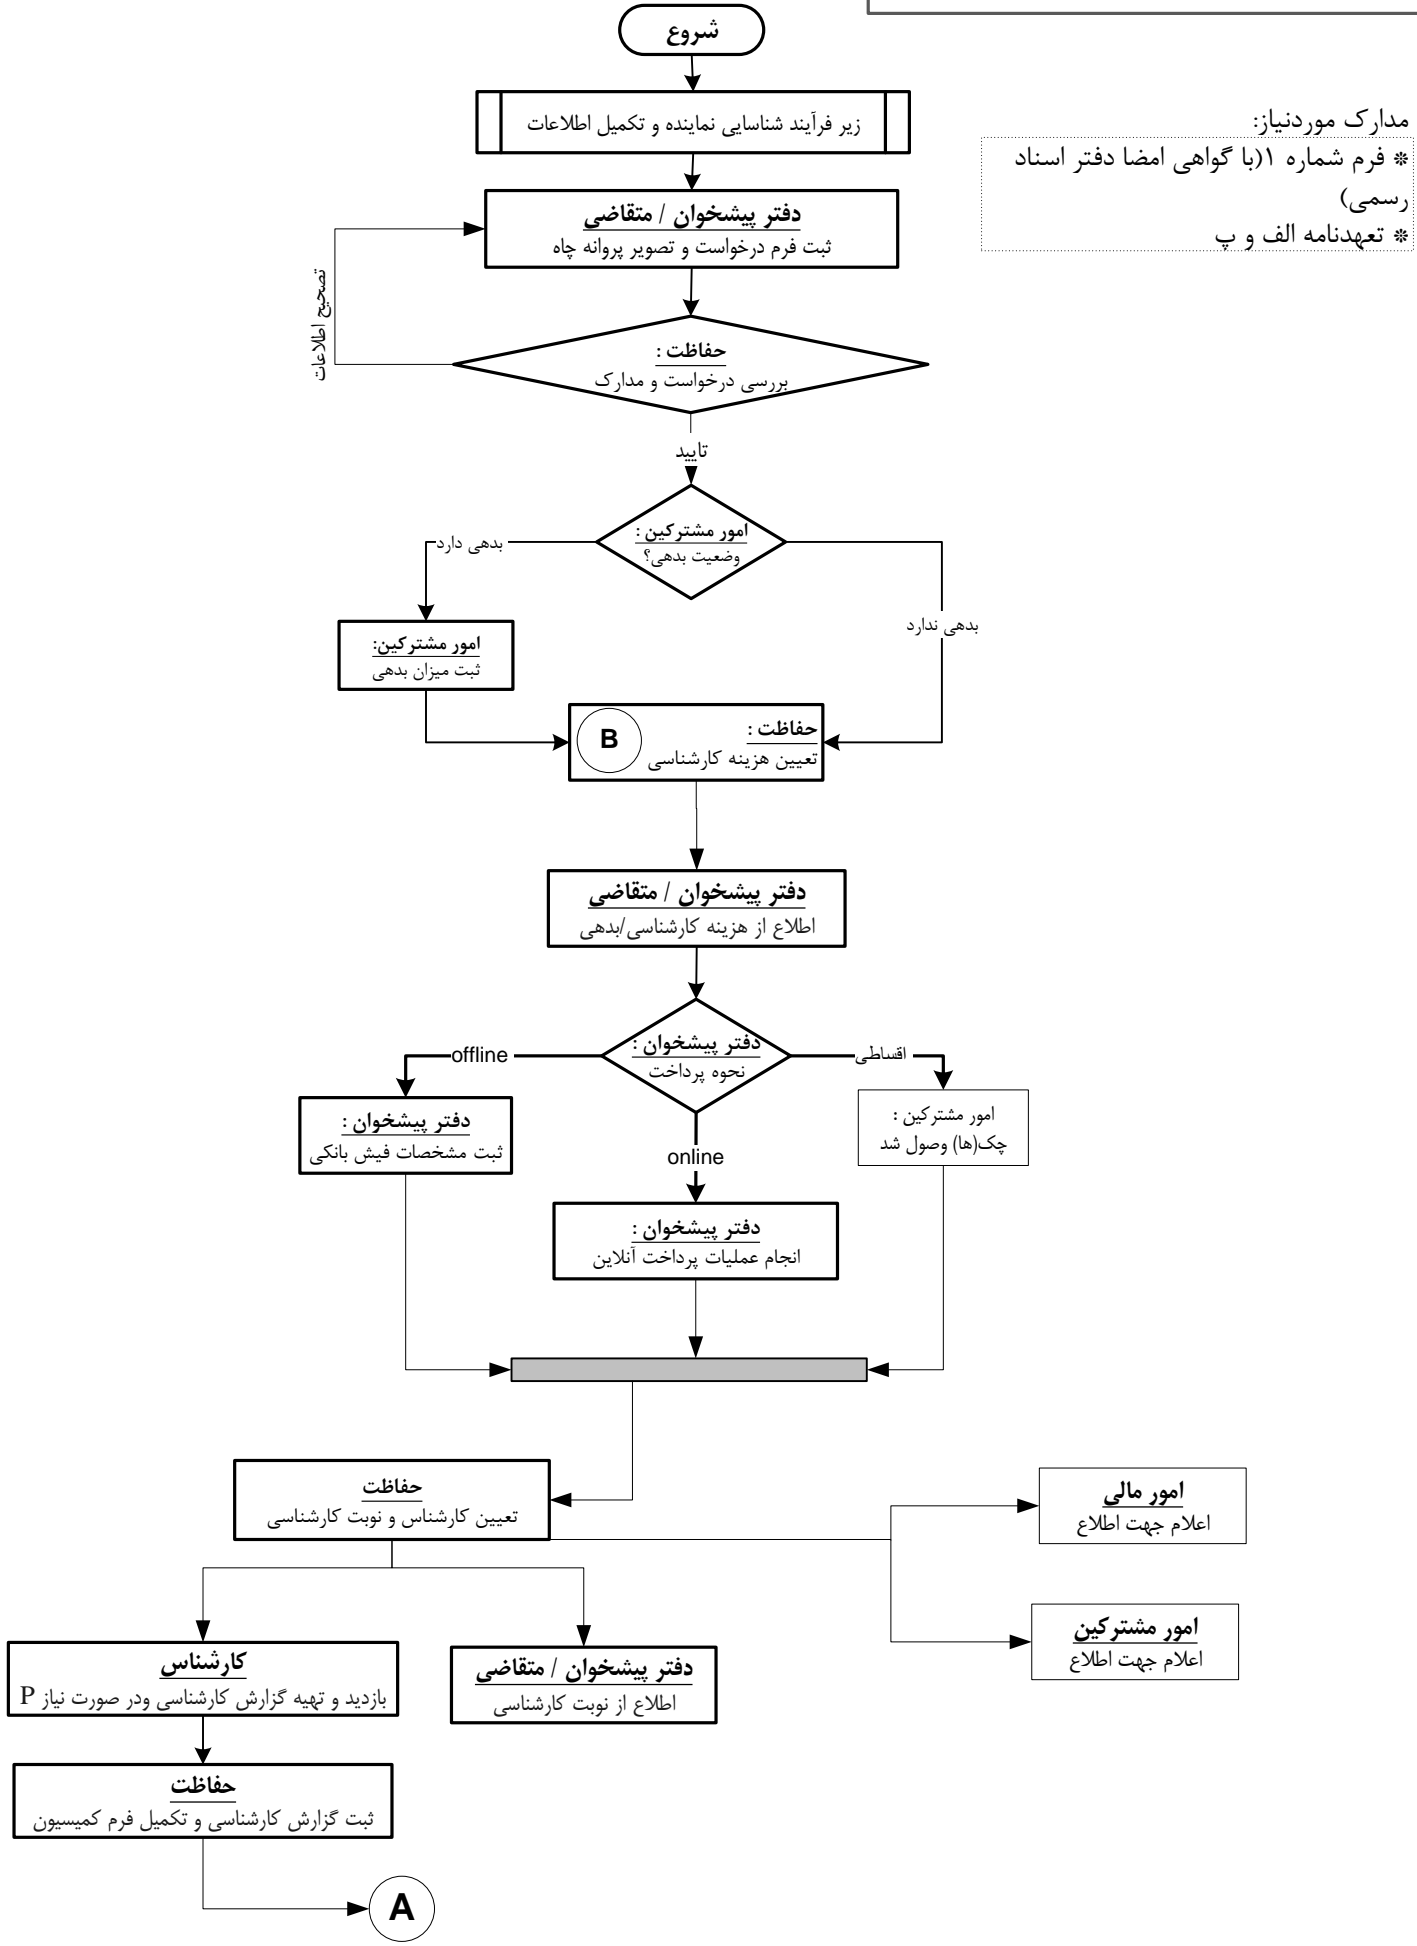 شروع
زیر فرآیند شناسایی نماینده و تکمیل اطلاعات
مدارک موردنیاز:
* فرم شماره ۱(با گواهی امضا دفتر اسناد
رسمی)
* تعهدنامه الف و پ
دفتر پیشخوان / متقاضی
ثبت فرم درخواست و تصویر پروانه چاه
تصحیح اطلاعات
حفاظت :
بررسی درخواست و مدارک
تایید
امور مشترکین :
وضعیت بدهی؟
بدهی دارد
بدهی ندارد
امور مشترکین:
ثبت میزان بدهی
B
حفاظت :
تعیین هزینه کارشناسی
دفتر پیشخوان / متقاضی
اطلاع از هزینه کارشناسی/بدهی
دفتر پیشخوان :
نحوه پرداخت
offline
اقساطی
online
دفتر پیشخوان :
ثبت مشخصات فیش بانکی
امور مشترکین :
چک(ها) وصول شد
دفتر پیشخوان :
انجام عملیات پرداخت آنلاین
حفاظت
تعیین کارشناس و نوبت کارشناسی
امور مالی
اعلام جهت اطلاع
امور مشترکین
اعلام جهت اطلاع
کارشناس
بازدید و تهیه گزارش کارشناسی ودر صورت نیاز P
دفتر پیشخوان / متقاضی
اطلاع از نوبت کارشناسی
حفاظت
ثبت گزارش کارشناسی و تکمیل فرم کمیسیون
A